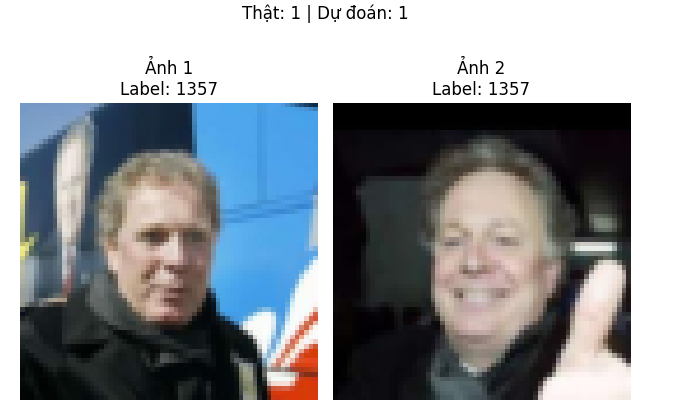 Thật: 1 | Dự đoán: 1
Ảnh 1
Label: 1357
Ảnh 2
Label: 1357